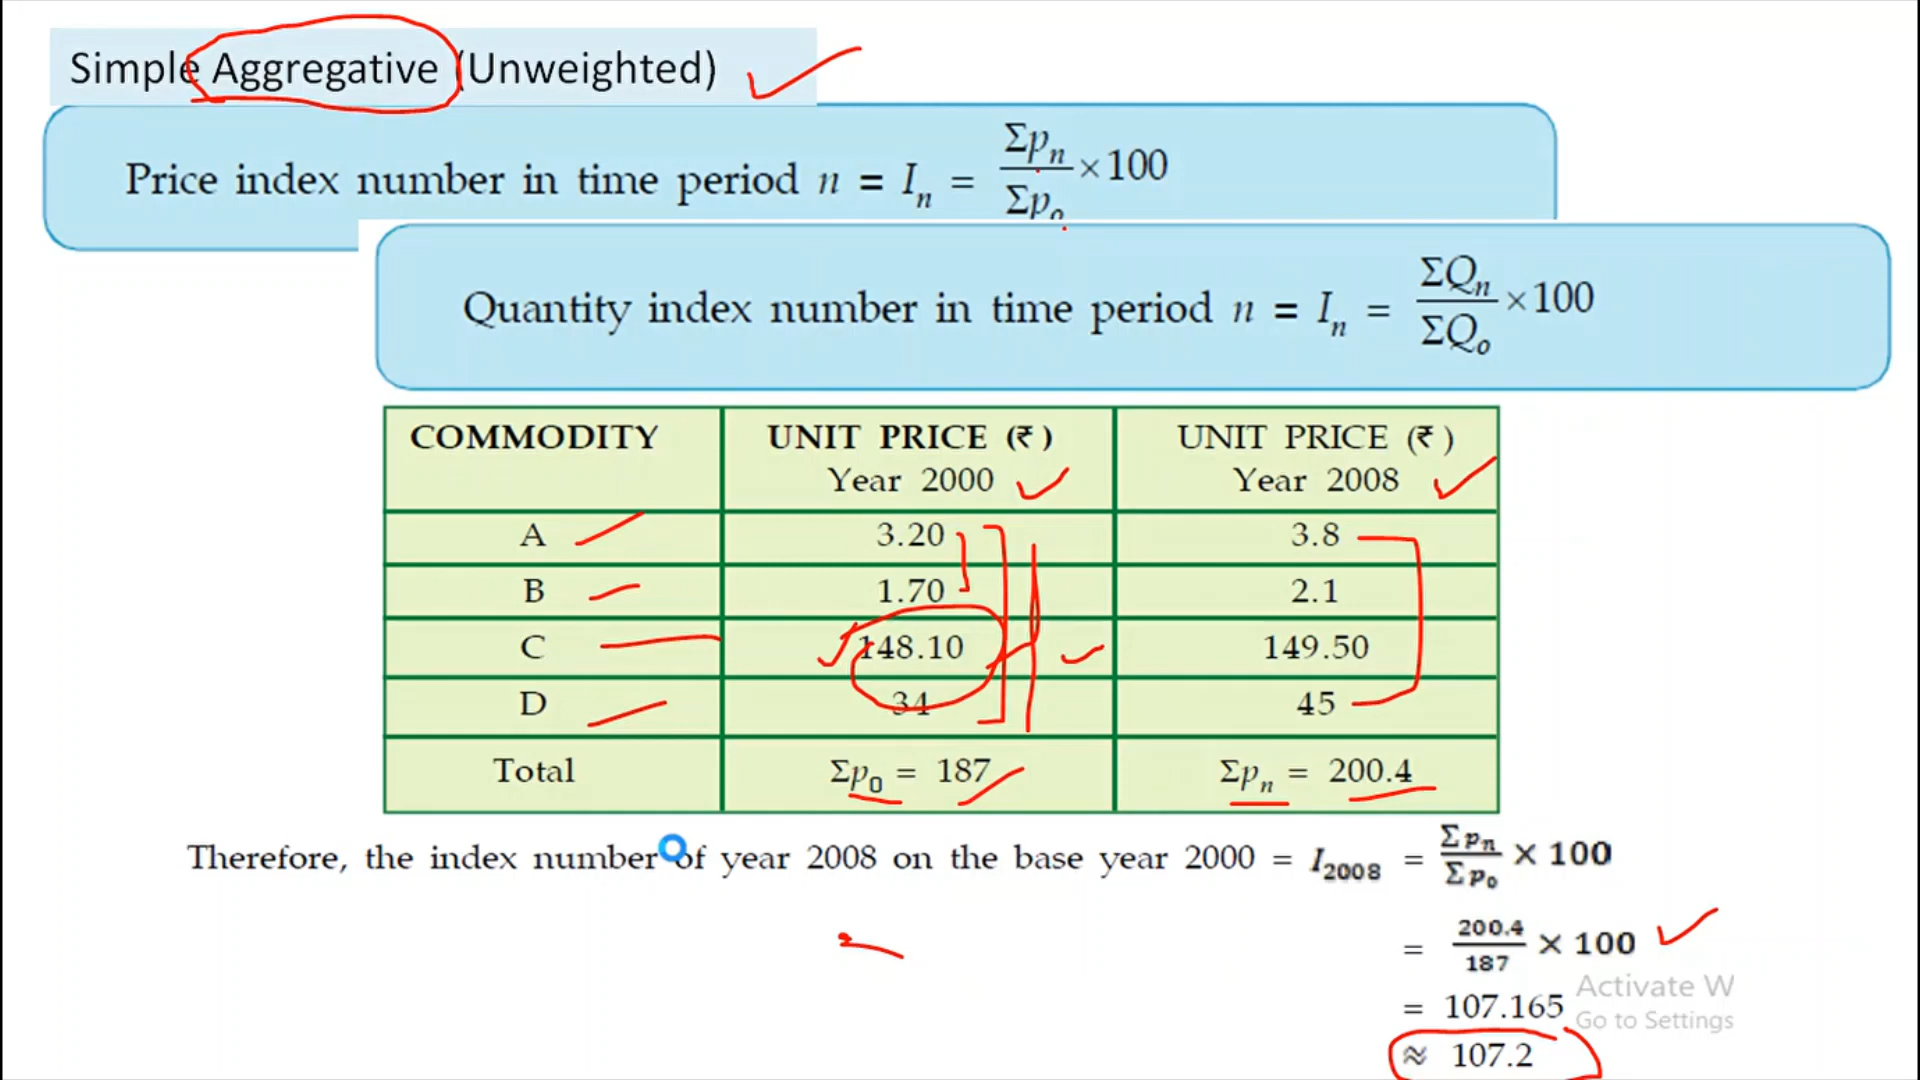 Simple Aggregative (Unweighted)
Price index number in time period n = Iₙ = Σpₙ/Σpₒ ×100
Quantity index number in time period n = Iₙ = ΣQₙ/ΣQₒ ×100
COMMODITY UNIT PRICE (₹ ) Year 2000 UNIT PRICE (₹ ) Year 2008
A 3.20 3.8
B 1.70 2.1
C 148.10 149.50
D 34 45
Total Σp₀ = 187 Σpₙ = 200.4
Therefore, the index number of year 2008 on the base year 2000 = I₂₀₀₈ = Σpₙ/Σp₀ × 100
= 200.4/187 × 100
= 107.165
≈ 107.2
Activate W
Go to Settings